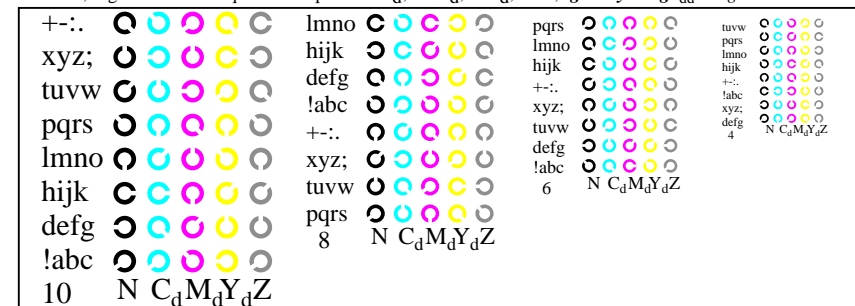 +-:.
xyz;
tuvw
pqrs
lmno
hijk
defg
!abc
10 N CdMdYdZ
lmno
hijk
defg
!abc
+-:.
xyz;
tuvw
pqrs
8 N CdMdYdZ
pqrs
lmno
hijk
+-:.
xyz;
tuvw
defg
!abc
6 N CdMdYdZ
tuvw
pqrs
lmno
hijk
+-:.
!abc
xyz;
defg
4 N CdMdYdZ